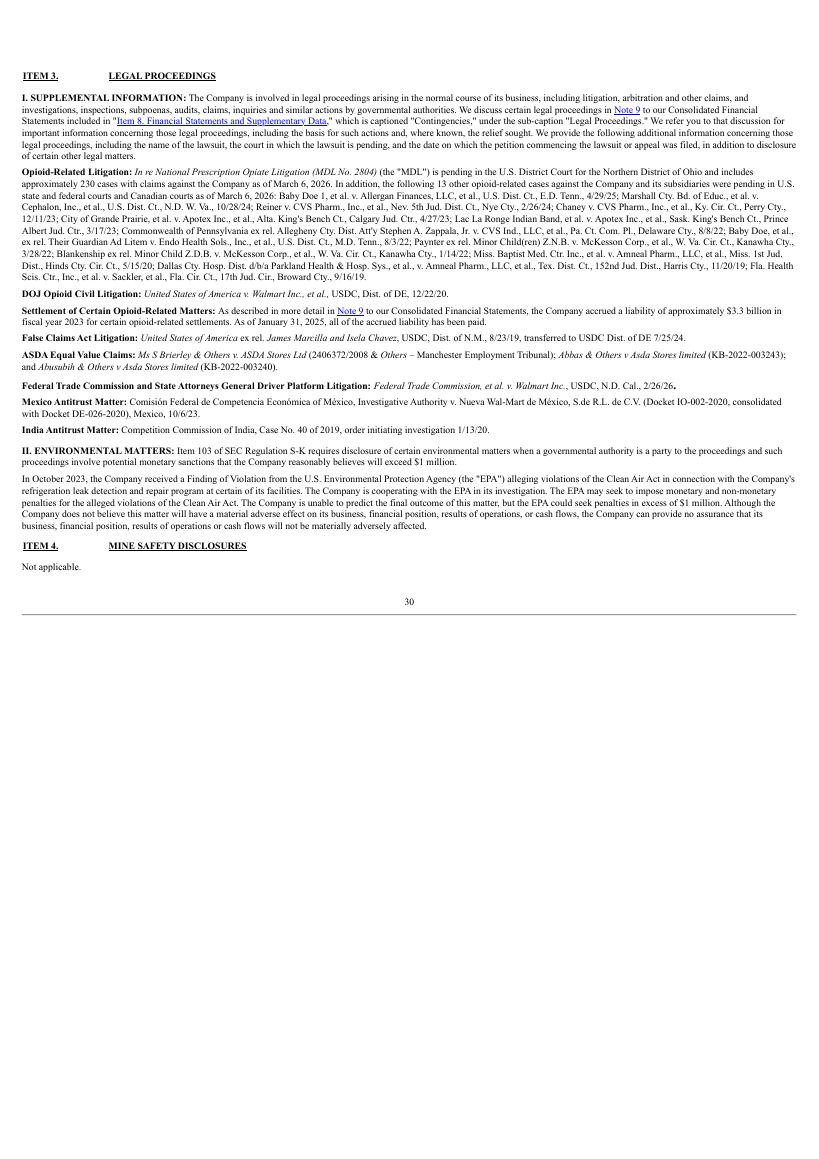 ITEM 3. LEGAL PROCEEDINGS
I. SUPPLEMENTAL INFORMATION: The Company is involved in legal proceedings arising in the normal course of its business, including litigation, arbitration and other claims, and
investigations, inspections, subpoenas, audits, claims, inquiries and similar actions by governmental authorities. We discuss certain legal proceedings in Note 9 to our Consolidated Financial
Statements included in "Item 8. Financial Statements and Supplementary Data," which is captioned "Contingencies," under the sub-caption "Legal Proceedings." We refer you to that discussion for
important information concerning those legal proceedings, including the basis for such actions and, where known, the relief sought. We provide the following additional information concerning those
legal proceedings, including the name of the lawsuit, the court in which the lawsuit is pending, and the date on which the petition commencing the lawsuit or appeal was filed, in addition to disclosure
of certain other legal matters.
Opioid-Related Litigation: In re National Prescription Opiate Litigation (MDL No. 2804) (the "MDL") is pending in the U.S. District Court for the Northern District of Ohio and includes
approximately 230 cases with claims against the Company as of March 6, 2026. In addition, the following 13 other opioid-related cases against the Company and its subsidiaries were pending in U.S.
state and federal courts and Canadian courts as of March 6, 2026: Baby Doe 1, et al. v. Allergan Finances, LLC, et al., U.S. Dist. Ct., E.D. Tenn., 4/29/25; Marshall Cty. Bd. of Educ., et al. v.
Cephalon, Inc., et al., U.S. Dist. Ct., N.D. W. Va., 10/28/24; Reiner v. CVS Pharm., Inc., et al., Nev. 5th Jud. Dist. Ct., Nye Cty., 2/26/24; Chaney v. CVS Pharm., Inc., et al., Ky. Cir. Ct., Perry Cty.,
12/11/23; City of Grande Prairie, et al. v. Apotex Inc., et al., Alta. King's Bench Ct., Calgary Jud. Ctr., 4/27/23; Lac La Ronge Indian Band, et al. v. Apotex Inc., et al., Sask. King's Bench Ct., Prince
Albert Jud. Ctr., 3/17/23; Commonwealth of Pennsylvania ex rel. Allegheny Cty. Dist. Att'y Stephen A. Zappala, Jr. v. CVS Ind., LLC, et al., Pa. Ct. Com. Pl., Delaware Cty., 8/8/22; Baby Doe, et al.,
ex rel. Their Guardian Ad Litem v. Endo Health Sols., Inc., et al., U.S. Dist. Ct., M.D. Tenn., 8/3/22; Paynter ex rel. Minor Child(ren) Z.N.B. v. McKesson Corp., et al., W. Va. Cir. Ct., Kanawha Cty.,
3/28/22; Blankenship ex rel. Minor Child Z.D.B. v. McKesson Corp., et al., W. Va. Cir. Ct., Kanawha Cty., 1/14/22; Miss. Baptist Med. Ctr. Inc., et al. v. Amneal Pharm., LLC, et al., Miss. 1st Jud.
Dist., Hinds Cty. Cir. Ct., 5/15/20; Dallas Cty. Hosp. Dist. d/b/a Parkland Health & Hosp. Sys., et al., v. Amneal Pharm., LLC, et al., Tex. Dist. Ct., 152nd Jud. Dist., Harris Cty., 11/20/19; Fla. Health
Scis. Ctr., Inc., et al. v. Sackler, et al., Fla. Cir. Ct., 17th Jud. Cir., Broward Cty., 9/16/19.
DOJ Opioid Civil Litigation: United States of America v. Walmart Inc., et al., USDC, Dist. of DE, 12/22/20.
Settlement of Certain Opioid-Related Matters: As described in more detail in Note 9 to our Consolidated Financial Statements, the Company accrued a liability of approximately $3.3 billion in
fiscal year 2023 for certain opioid-related settlements. As of January 31, 2025, all of the accrued liability has been paid.
False Claims Act Litigation: United States of America ex rel. James Marcilla and Isela Chavez, USDC, Dist. of N.M., 8/23/19, transferred to USDC Dist. of DE 7/25/24.
ASDA Equal Value Claims: Ms S Brierley & Others v. ASDA Stores Ltd (2406372/2008 & Others – Manchester Employment Tribunal); Abbas & Others v Asda Stores limited (KB-2022-003243);
and Abusubih & Others v Asda Stores limited (KB-2022-003240).
Federal Trade Commission and State Attorneys General Driver Platform Litigation: Federal Trade Commission, et al. v. Walmart Inc., USDC, N.D. Cal., 2/26/26.
Mexico Antitrust Matter: Comisión Federal de Competencia Económica of México, Investigative Authority v. Nueva Wal-Mart de México, S.de R.L. de C.V. (Docket IO-002-2020, consolidated
with Docket DE-026-2020), Mexico, 10/6/23.
India Antitrust Matter: Competition Commission of India, Case No. 40 of 2019, order initiating investigation 1/13/20.
II. ENVIRONMENTAL MATTERS: Item 103 of SEC Regulation S-K requires disclosure of certain environmental matters when a governmental authority is a party to the proceedings and such
proceedings involve potential monetary sanctions that the Company reasonably believes will exceed $1 million.
In October 2023, the Company received a Finding of Violation from the U.S. Environmental Protection Agency (the "EPA") alleging violations of the Clean Air Act in connection with the Company's
refrigeration leak detection and repair program at certain of its facilities. The Company is cooperating with the EPA in its investigation. The EPA may seek to impose monetary and non-monetary
penalties for the alleged violations of the Clean Air Act. The Company is unable to predict the final outcome of this matter, but the EPA could seek penalties in excess of $1 million. Although the
Company does not believe this matter will have a material adverse effect on its business, financial position, results of operations, or cash flows, the Company can provide no assurance that its
business, financial position, results of operations or cash flows will not be materially adversely affected.
ITEM 4. MINE SAFETY DISCLOSURES
Not applicable.
30